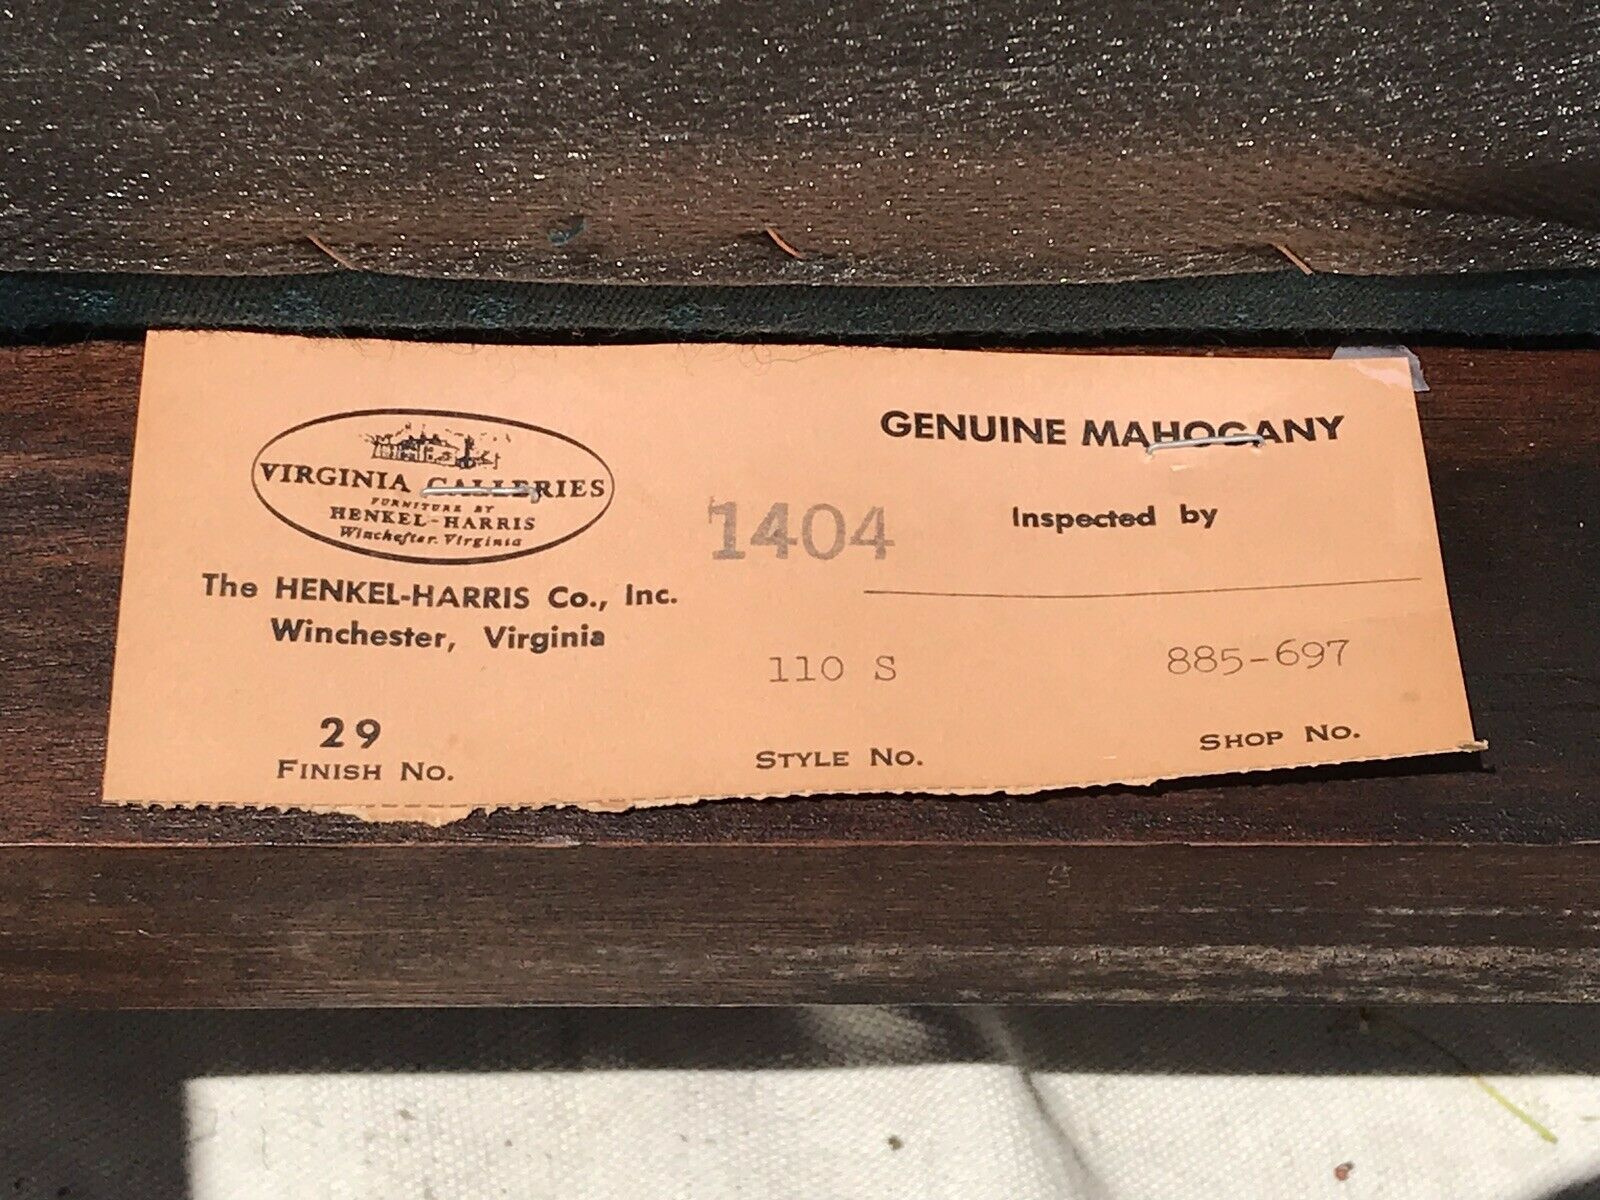 VIRGINIA GALLERIES
FURNITURE BY
HENKEL-HARRIS
Winchester, Virginia
The HENKEL-HARRIS Co., Inc.
Winchester, Virginia
29
FINISH NO.
1404
110 S
STYLE NO.
GENUINE MAHOGANY
Inspected by
885-697
SHOP NO.